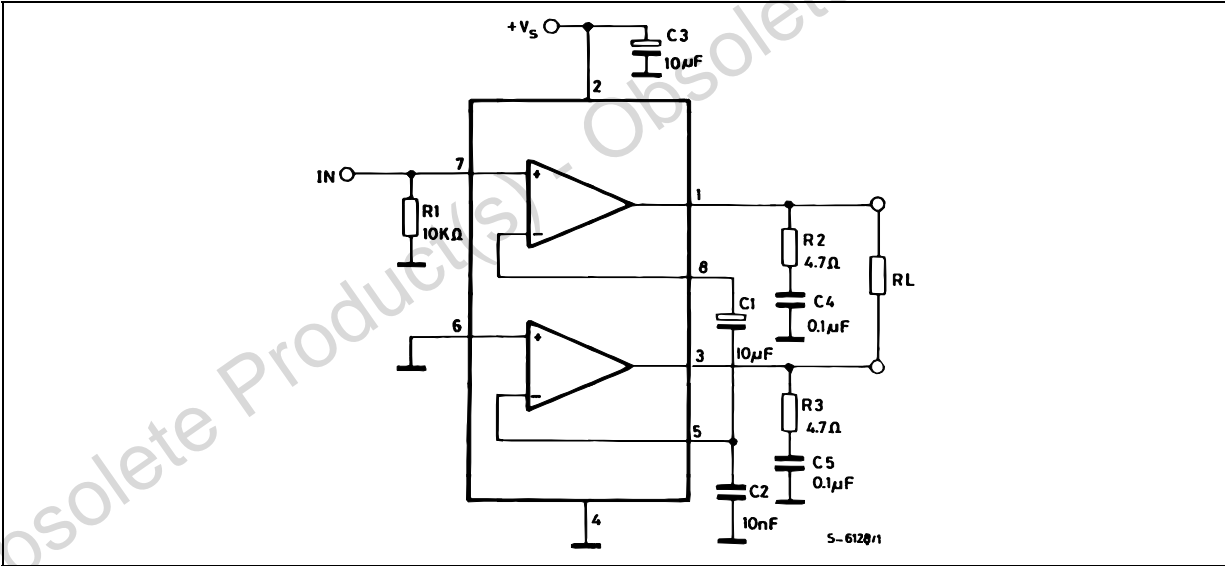 +Vs
C3
10µF
2
IN
7
+
1
R1
10KΩ
−
R2
4.7Ω
8
RL
C1
C4
0.1µF
6
+
10µF
3
−
R3
4.7Ω
5
C5
0.1µF
C2
10nF
4
S-6128/1
Obsolete Product(s) - Obsolete